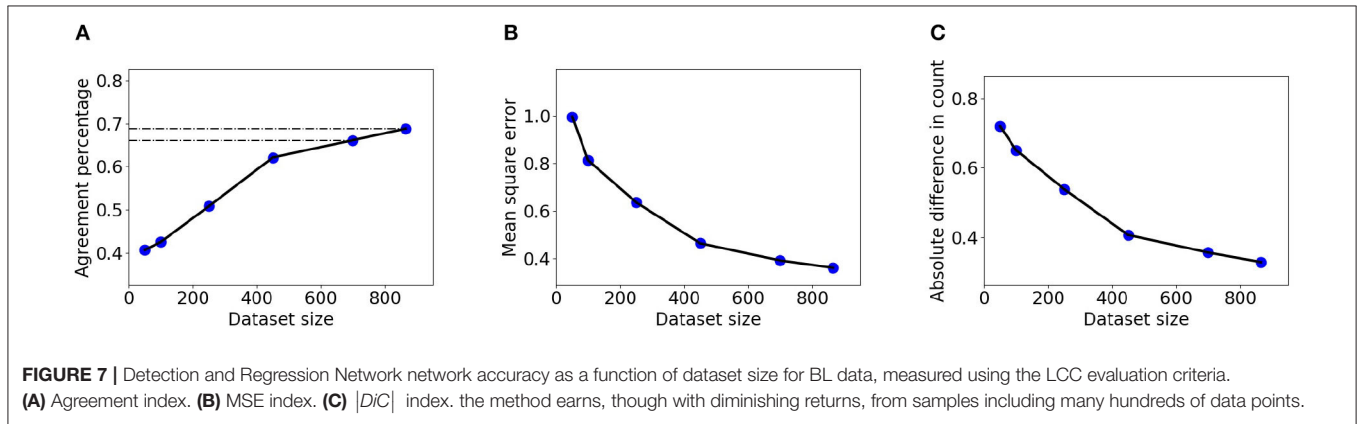 A
Agreement percentage
0.8
0.7
0.6
0.5
0.4
0 200 400 600 800
Dataset size
B
Mean square error
1.0
0.8
0.6
0.4
0 200 400 600 800
Dataset size
C
Absolute difference in count
0.8
0.6
0.4
0 200 400 600 800
Dataset size
FIGURE 7 | Detection and Regression Network network accuracy as a function of dataset size for BL data, measured using the LCC evaluation criteria.
(A) Agreement index. (B) MSE index. (C) |DiC| index. the method earns, though with diminishing returns, from samples including many hundreds of data points.